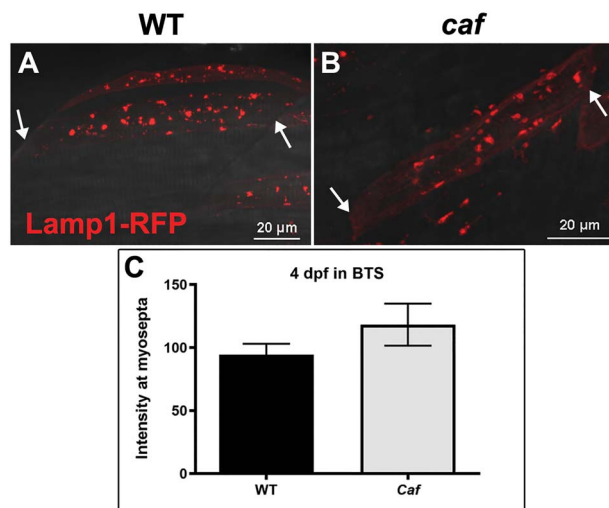 WT
caf
A
B
Lamp1-RFP
20 µm
20 µm
C
4 dpf in BTS
Intensity at myosepta
150
100
50
0
WT
Caf